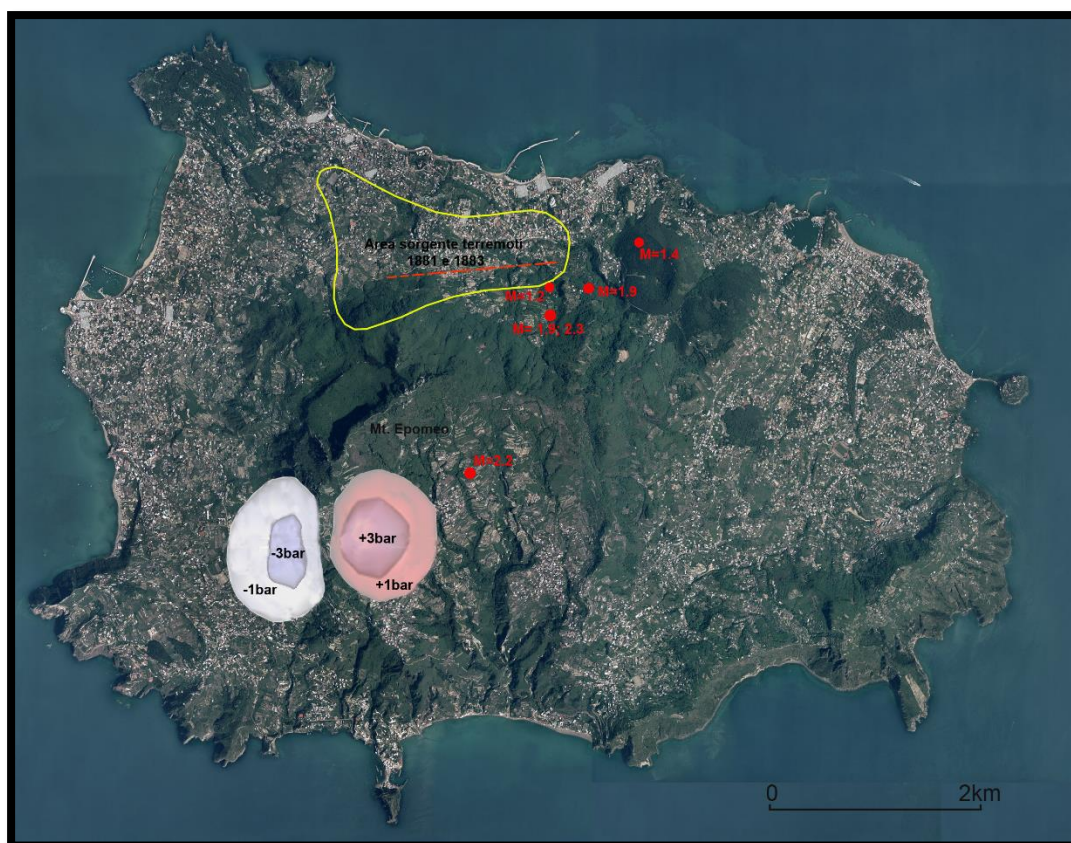 Area sorgente terremoti
1881 e 1883
M=1.4
M=1.2
M=1.9
M= 1.9; 2.3
Mt. Epomeo
M=2.2
-3bar
+3bar
-1bar
+1bar
0 2km